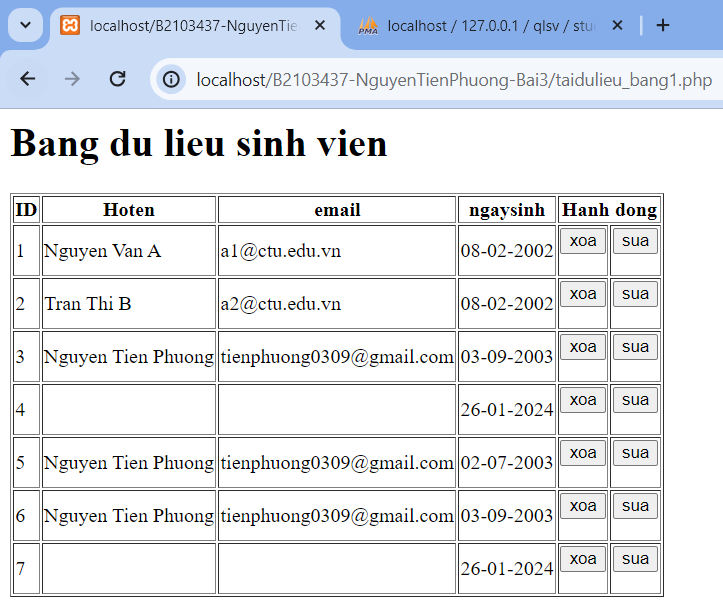 localhost/B2103437-NguyenTie
PMA localhost / 127.0.0.1 / qlsv / stu
localhost/B2103437-NguyenTienPhuong-Bai3/taidulieu_bang1.php
Bang du lieu sinh vien
ID Hoten email ngaysinh Hanh dong
1 Nguyen Van A a1@ctu.edu.vn 08-02-2002 xoa sua
2 Tran Thi B a2@ctu.edu.vn 08-02-2002 xoa sua
3 Nguyen Tien Phuong tienphuong0309@gmail.com 03-09-2003 xoa sua
4 26-01-2024 xoa sua
5 Nguyen Tien Phuong tienphuong0309@gmail.com 02-07-2003 xoa sua
6 Nguyen Tien Phuong tienphuong0309@gmail.com 03-09-2003 xoa sua
7 26-01-2024 xoa sua